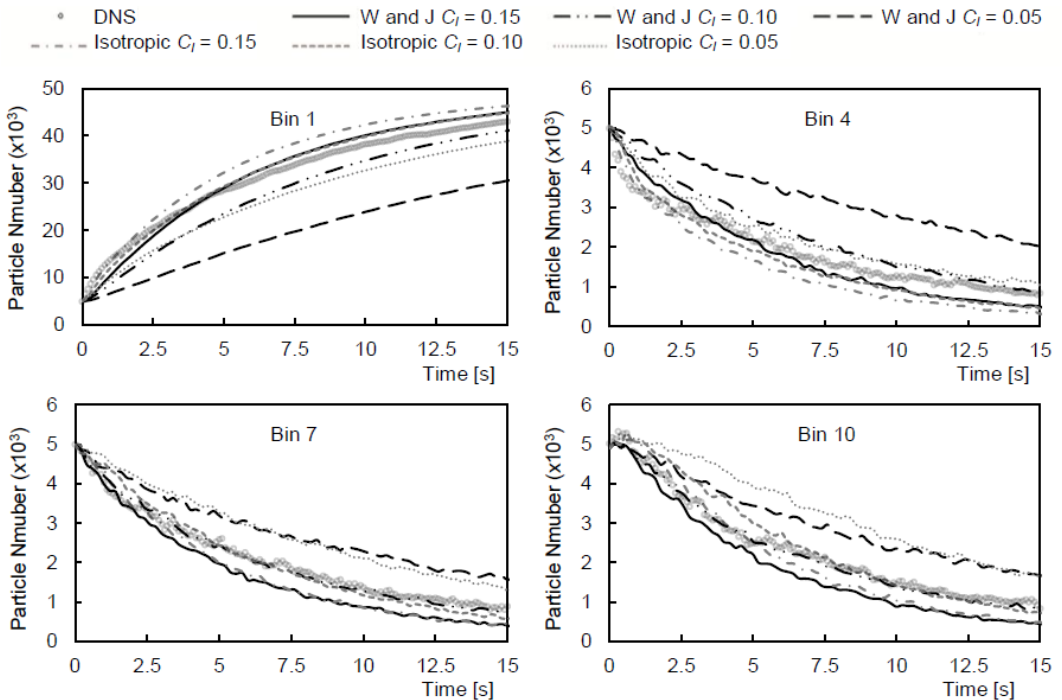 DNS W and J C_I = 0.15 W and J C_I = 0.10 W and J C_I = 0.05
Isotropic C_I = 0.15 Isotropic C_I = 0.10 Isotropic C_I = 0.05
Bin 1
Particle Nmuber (x10³)
50
40
30
20
10
0
0 2.5 5 7.5 10 12.5 15
Time [s]
Bin 4
Particle Nmuber (x10³)
6
5
4
3
2
1
0
0 2.5 5 7.5 10 12.5 15
Time [s]
Bin 7
Particle Nmuber (x10³)
6
5
4
3
2
1
0
0 2.5 5 7.5 10 12.5 15
Time [s]
Bin 10
Particle Nmuber (x10³)
6
5
4
3
2
1
0
0 2.5 5 7.5 10 12.5 15
Time [s]